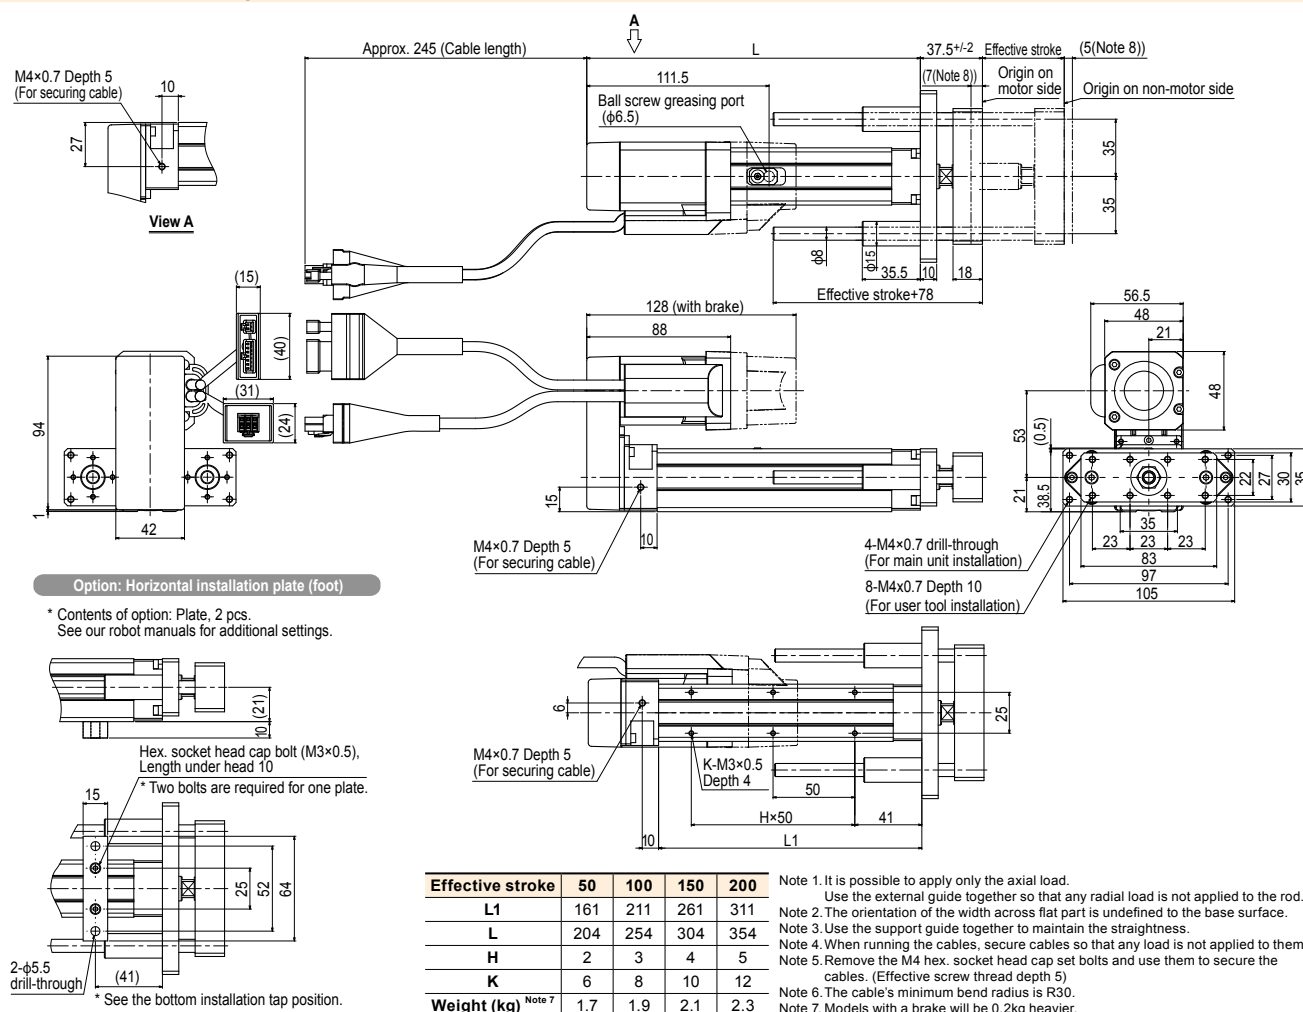 A
Approx. 245 (Cable length)
L
37.5+/-2
Effective stroke
(5(Note 8))
M4×0.7 Depth 5
(For securing cable)
10
111.5
(7(Note 8))
Origin on
motor side
Origin on non-motor side
Ball screw greasing port
(ϕ6.5)
27
35
35
View A
ϕ8
ϕ15
35.5
10
18
Effective stroke+78
(15)
128 (with brake)
88
(40)
(31)
(24)
94
1
42
56.5
48
21
48
53
(0.5)
21
38.5
22
27
30
35
35
23
23
23
83
97
105
15
10
M4×0.7 Depth 5
(For securing cable)
4-M4×0.7 drill-through
(For main unit installation)
8-M4x0.7 Depth 10
(For user tool installation)
Option: Horizontal installation plate (foot)
* Contents of option: Plate, 2 pcs.
See our robot manuals for additional settings.
(21)
10
Hex. socket head cap bolt (M3×0.5),
Length under head 10
* Two bolts are required for one plate.
15
25
52
64
2-ϕ5.5
drill-through
(41)
* See the bottom installation tap position.
6
M4×0.7 Depth 5
(For securing cable)
K-M3×0.5
Depth 4
25
50
H×50
41
10
L1
Effective stroke 50 100 150 200
L1 161 211 261 311
L 204 254 304 354
H 2 3 4 5
K 6 8 10 12
Weight (kg) Note 7 1.7 1.9 2.1 2.3
Note 1. It is possible to apply only the axial load.
Use the external guide together so that any radial load is not applied to the rod.
Note 2. The orientation of the width across flat part is undefined to the base surface.
Note 3. Use the support guide together to maintain the straightness.
Note 4. When running the cables, secure cables so that any load is not applied to them
Note 5. Remove the M4 hex. socket head cap set bolts and use them to secure the
cables. (Effective screw thread depth 5)
Note 6. The cable's minimum bend radius is R30.
Note 7. Models with a brake will be 0.2kg heavier.